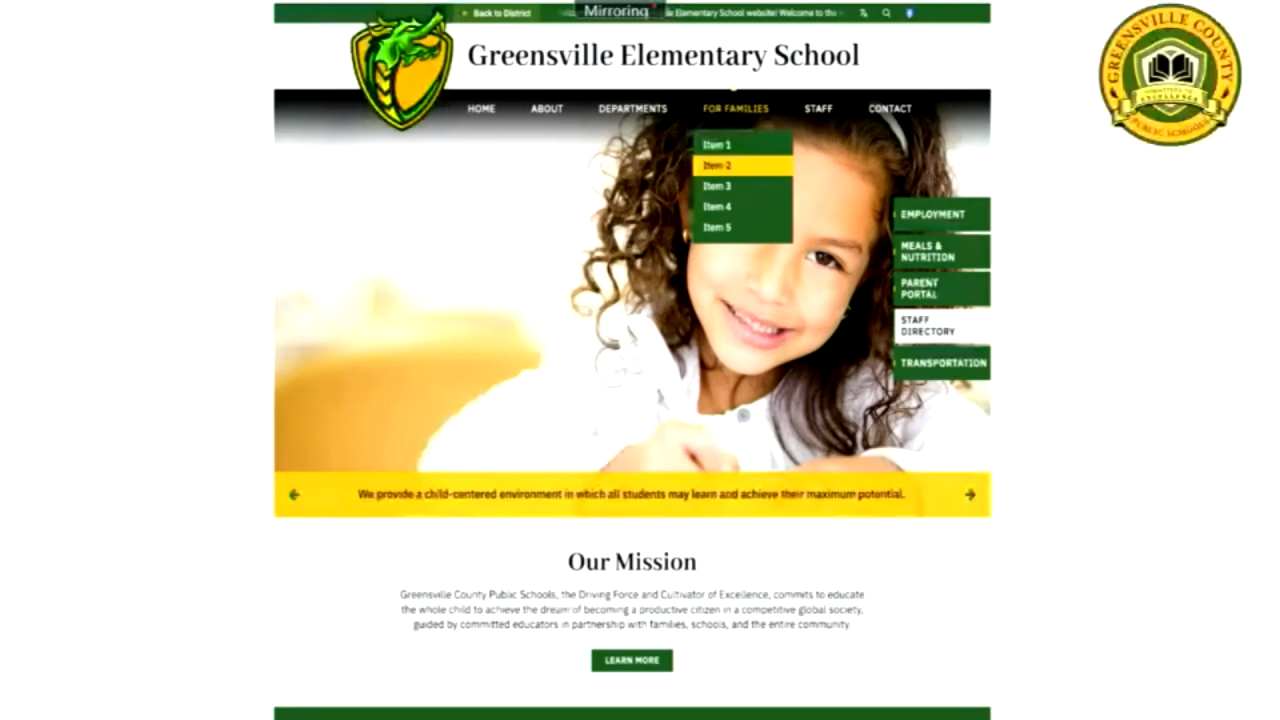 Back to District
Mirroring
Elementary School website! Welcome to the
Greensville Elementary School
HOME ABOUT DEPARTMENTS FOR FAMILIES STAFF CONTACT
Item 1
Item 2
Item 3
Item 4
Item 5
EMPLOYMENT
MEALS &
NUTRITION
PARENT
PORTAL
STAFF
DIRECTORY
TRANSPORTATION
We provide a child-centered environment in which all students may learn and achieve their maximum potential.
Our Mission
Greensville County Public Schools, the Driving Force and Cultivator of Excellence, commits to educate
the whole child to achieve the dream of becoming a productive citizen in a competitive global society,
guided by committed educators in partnership with families, schools, and the entire community
LEARN MORE
GREENSVILLE COUNTY
EXCELLENCE
PUBLIC SCHOOLS